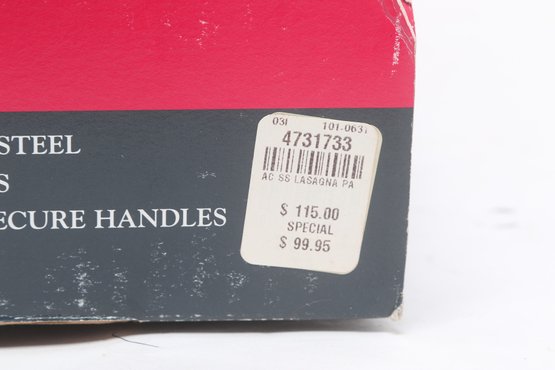 STEEL
S
ECURE HANDLES
031 101-0631
4731733
AC SS LASAGNA PA
$ 115.00
SPECIAL
$ 99.95